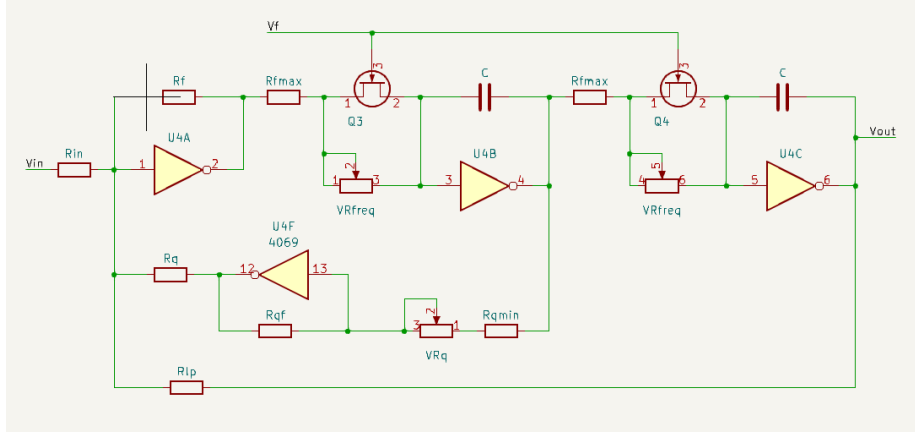 Vf
Rf
Rfmax
C
Rfmax
C
3
3
1
2
1
2
Q3
Q4
U4A
U4B
U4C
Vout
Vin
Rin
1
2
2
5
1
3
3
4
4
6
5
6
VRfreq
VRfreq
U4F
4069
Rq
12
13
Rqf
2
Rqmin
3
1
VRq
Rlp